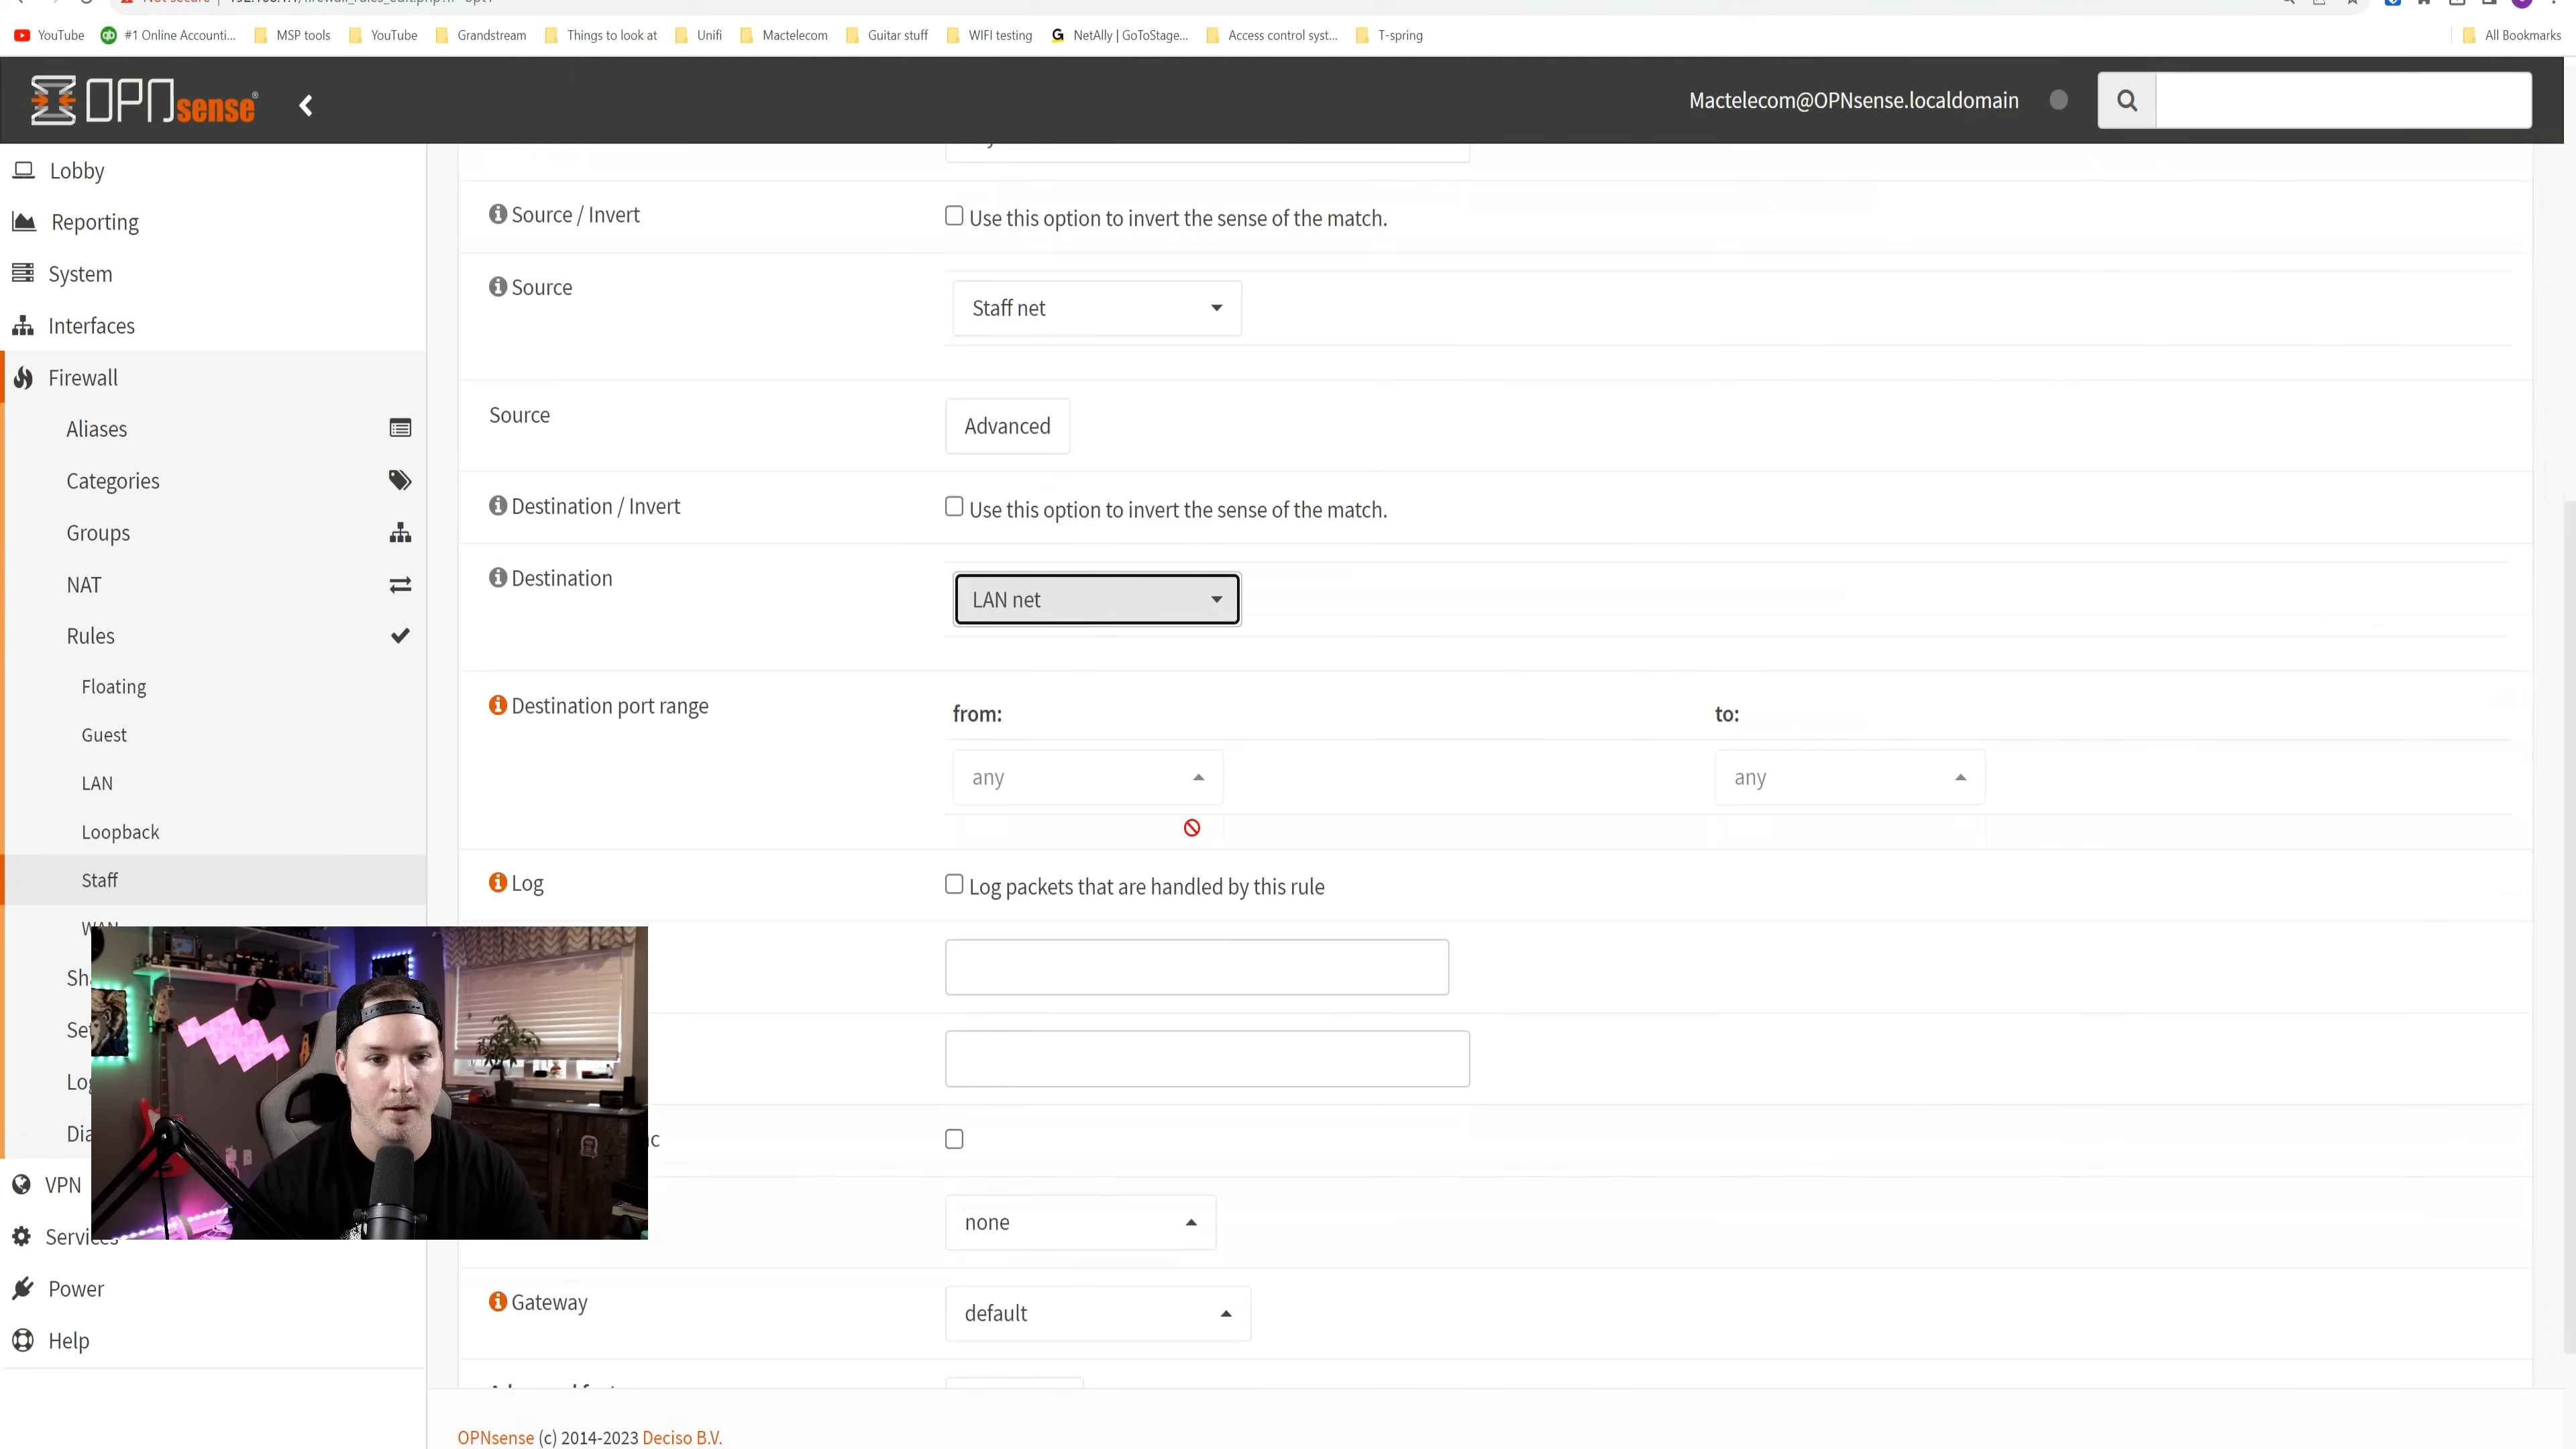 YouTube
#1 Online Accounti...
MSP tools
YouTube
Grandstream
Things to look at
Unifi
Mactelecom
Guitar stuff
WIFI testing
NetAlly | GoToStage...
Access control syst...
T-spring
All Bookmarks
OPNsense®
Mactelecom@OPNsense.localdomain
Lobby
Reporting
System
Interfaces
Firewall
Aliases
Categories
Groups
NAT
Rules
Floating
Guest
LAN
Loopback
Staff
WAN
VPN
Services
Power
Help
Source / Invert
Use this option to invert the sense of the match.
Source
Staff net
Source
Advanced
Destination / Invert
Use this option to invert the sense of the match.
Destination
LAN net
Destination port range
from:
to:
any
any
Log
Log packets that are handled by this rule
none
Gateway
default
OPNsense (c) 2014-2023 Deciso B.V.